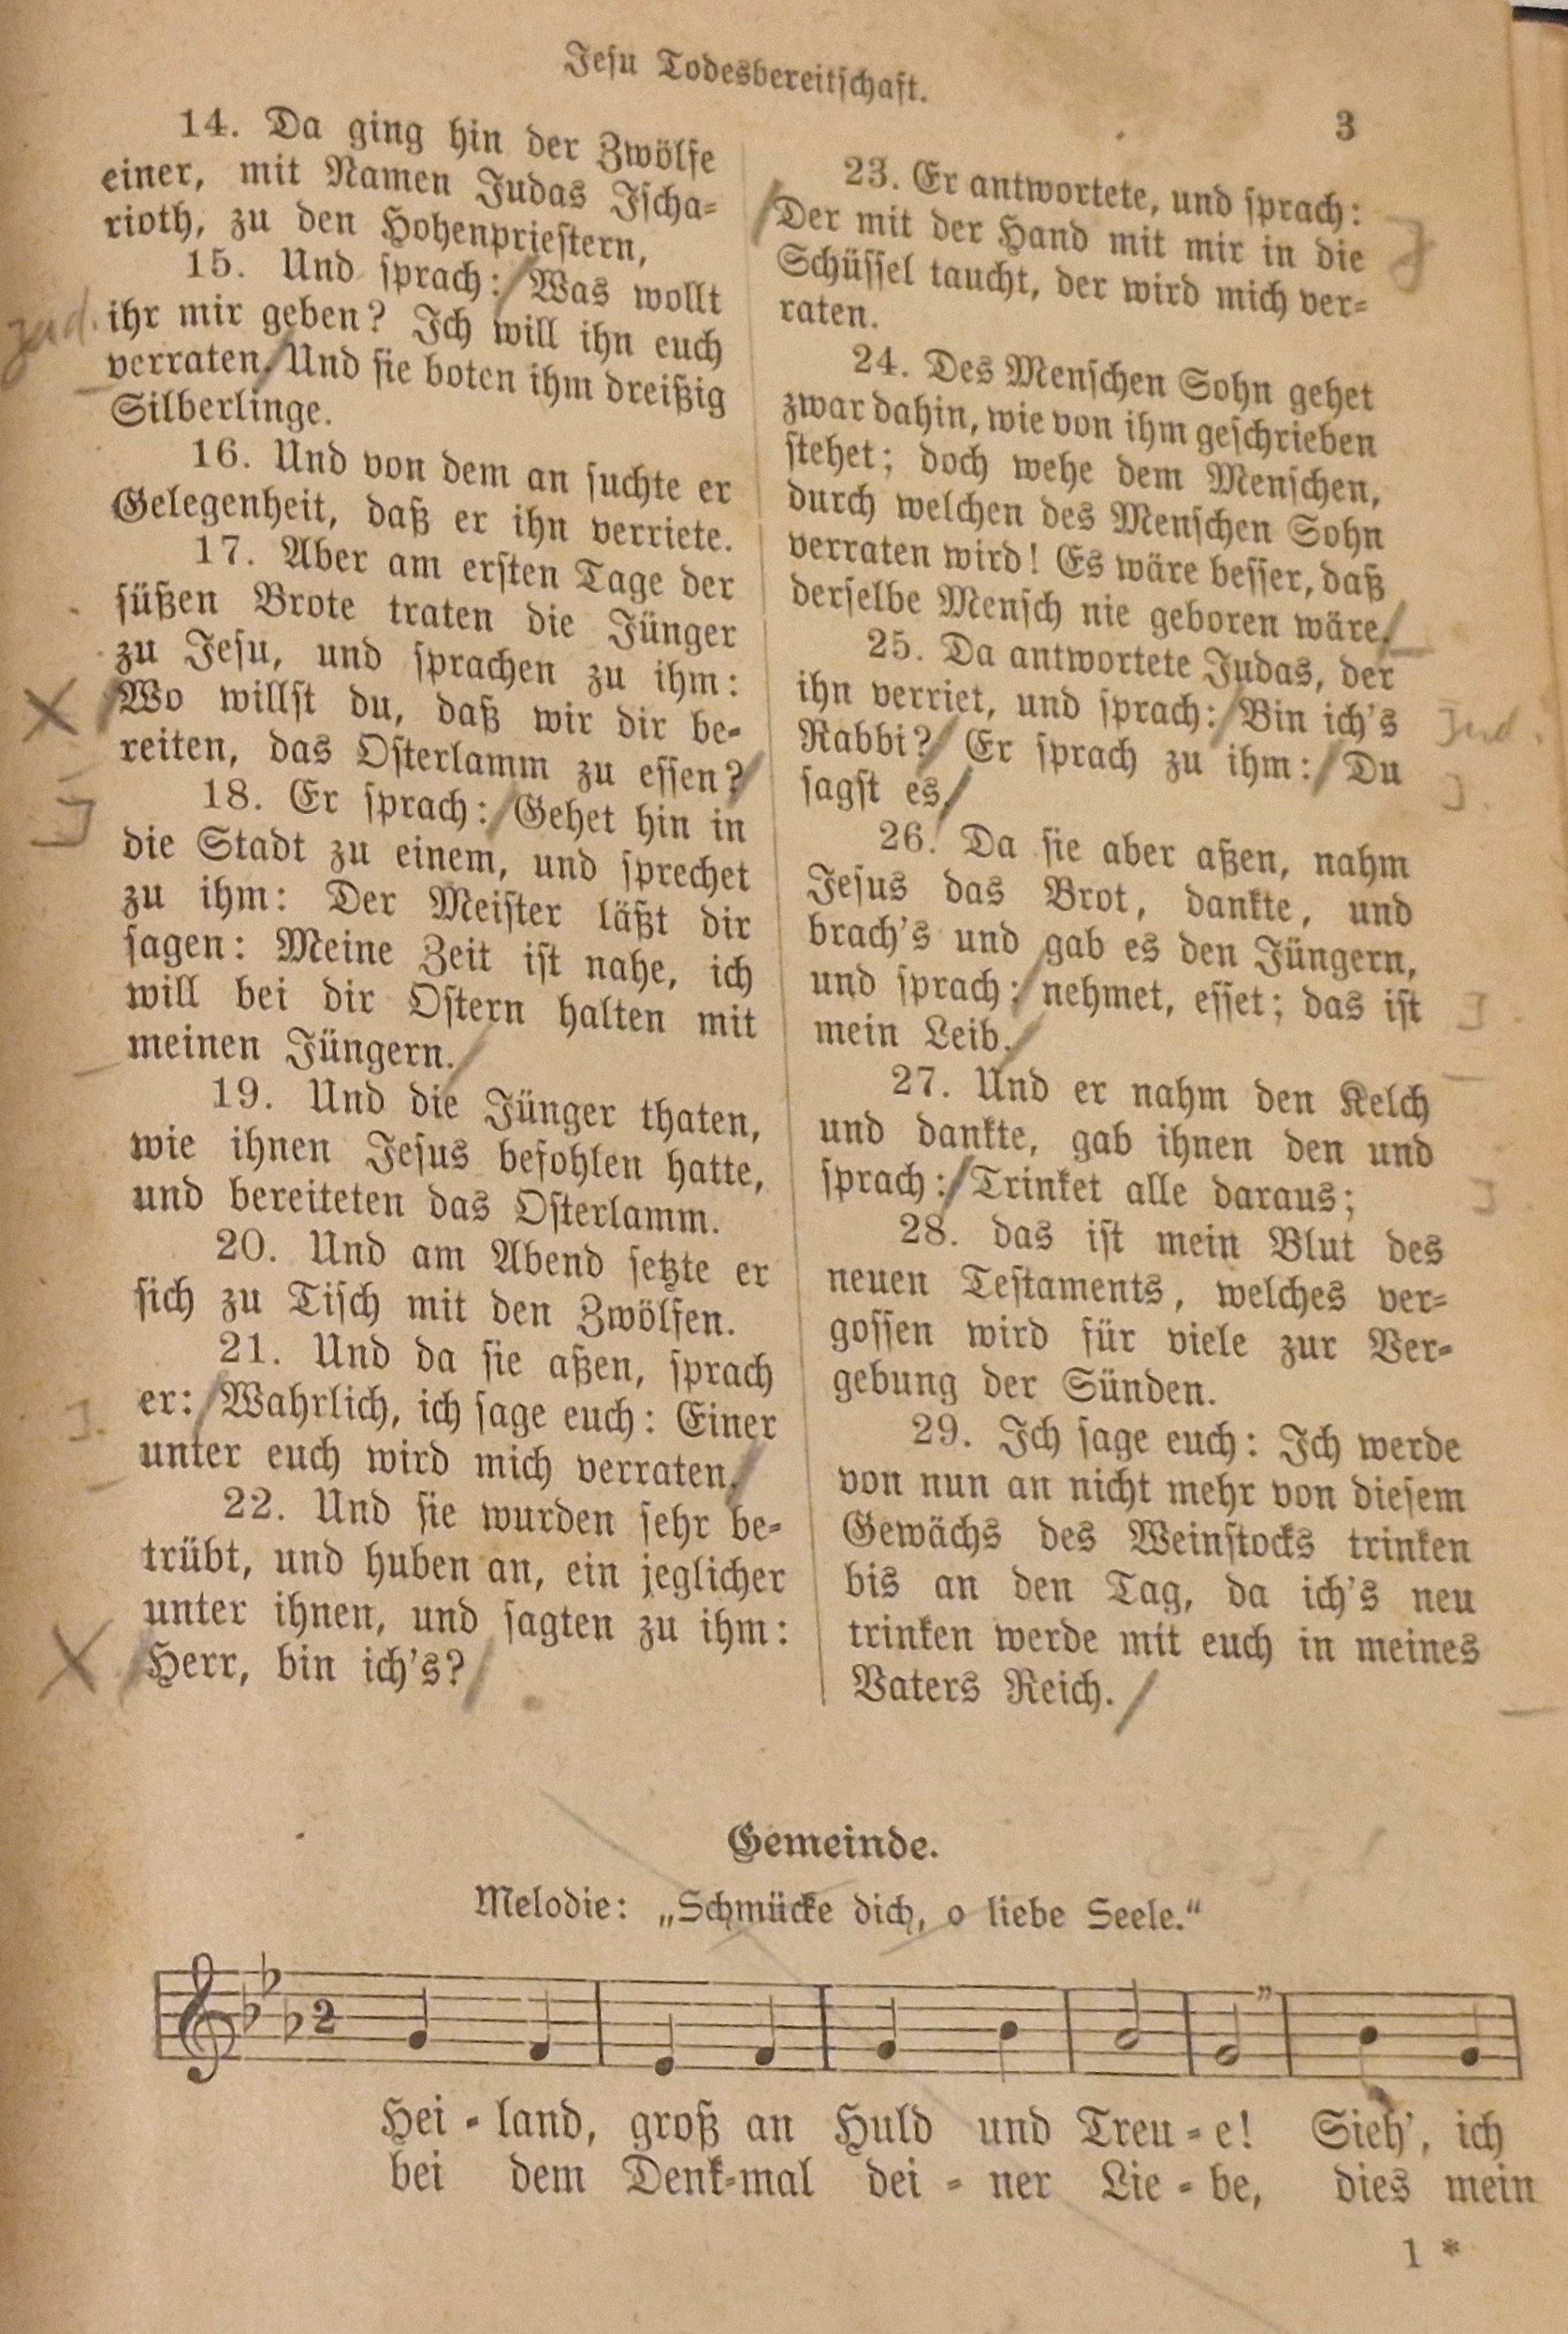 Jesu Todesbereitschaft.
3
14. Da ging hin der Zwölfe
einer, mit Namen Judas Ischa-
rioth, zu den Hohenpriestern,
15. Und sprach: Was wollt
ihr mir geben? Ich will ihn euch
verraten. Und sie boten ihm dreißig
Silberlinge.
16. Und von dem an suchte er
Gelegenheit, daß er ihn verriete.
17. Aber am ersten Tage der
süßen Brote traten die Jünger
zu Jesu, und sprachen zu ihm:
Wo willst du, daß wir dir be-
reiten, das Osterlamm zu essen?
18. Er sprach: Gehet hin in
die Stadt zu einem, und sprechet
zu ihm: Der Meister läßt dir
sagen: Meine Zeit ist nahe, ich
will bei dir Ostern halten mit
meinen Jüngern.
19. Und die Jünger thaten,
wie ihnen Jesus befohlen hatte,
und bereiteten das Osterlamm.
20. Und am Abend setzte er
sich zu Tisch mit den Zwölfen.
21. Und da sie aßen, sprach
er: Wahrlich, ich sage euch: Einer
unter euch wird mich verraten.
22. Und sie wurden sehr be-
trübt, und huben an, ein jeglicher
unter ihnen, und sagten zu ihm:
Herr, bin ich's?
jud.
X
J
J.
X
23. Er antwortete, und sprach:
Der mit der Hand mit mir in die
Schüssel taucht, der wird mich ver-
raten.
24. Des Menschen Sohn gehet
zwar dahin, wie von ihm geschrieben
stehet; doch wehe dem Menschen,
durch welchen des Menschen Sohn
verraten wird! Es wäre besser, daß
derselbe Mensch nie geboren wäre.
25. Da antwortete Judas, der
ihn verriet, und sprach: Bin ich's
Rabbi? Er sprach zu ihm: Du
sagst es.
26. Da sie aber aßen, nahm
Jesus das Brot, dankte, und
brach's und gab es den Jüngern,
und sprach: nehmet, esset; das ist
mein Leib.
27. Und er nahm den Kelch
und dankte, gab ihnen den und
sprach: Trinket alle daraus;
28. das ist mein Blut des
neuen Testaments, welches ver-
gossen wird für viele zur Ver-
gebung der Sünden.
29. Ich sage euch: Ich werde
von nun an nicht mehr von diesem
Gewächs des Weinstocks trinken
bis an den Tag, da ich's neu
trinken werde mit euch in meines
Vaters Reich.
J
Jud.
J.
J.
J
Gemeinde.
Melodie: „Schmücke dich, o liebe Seele.“
2
Hei - land, groß an Huld und Treu - e! Sieh', ich
bei dem Denk-mal dei - ner Lie - be, dies mein
1 *